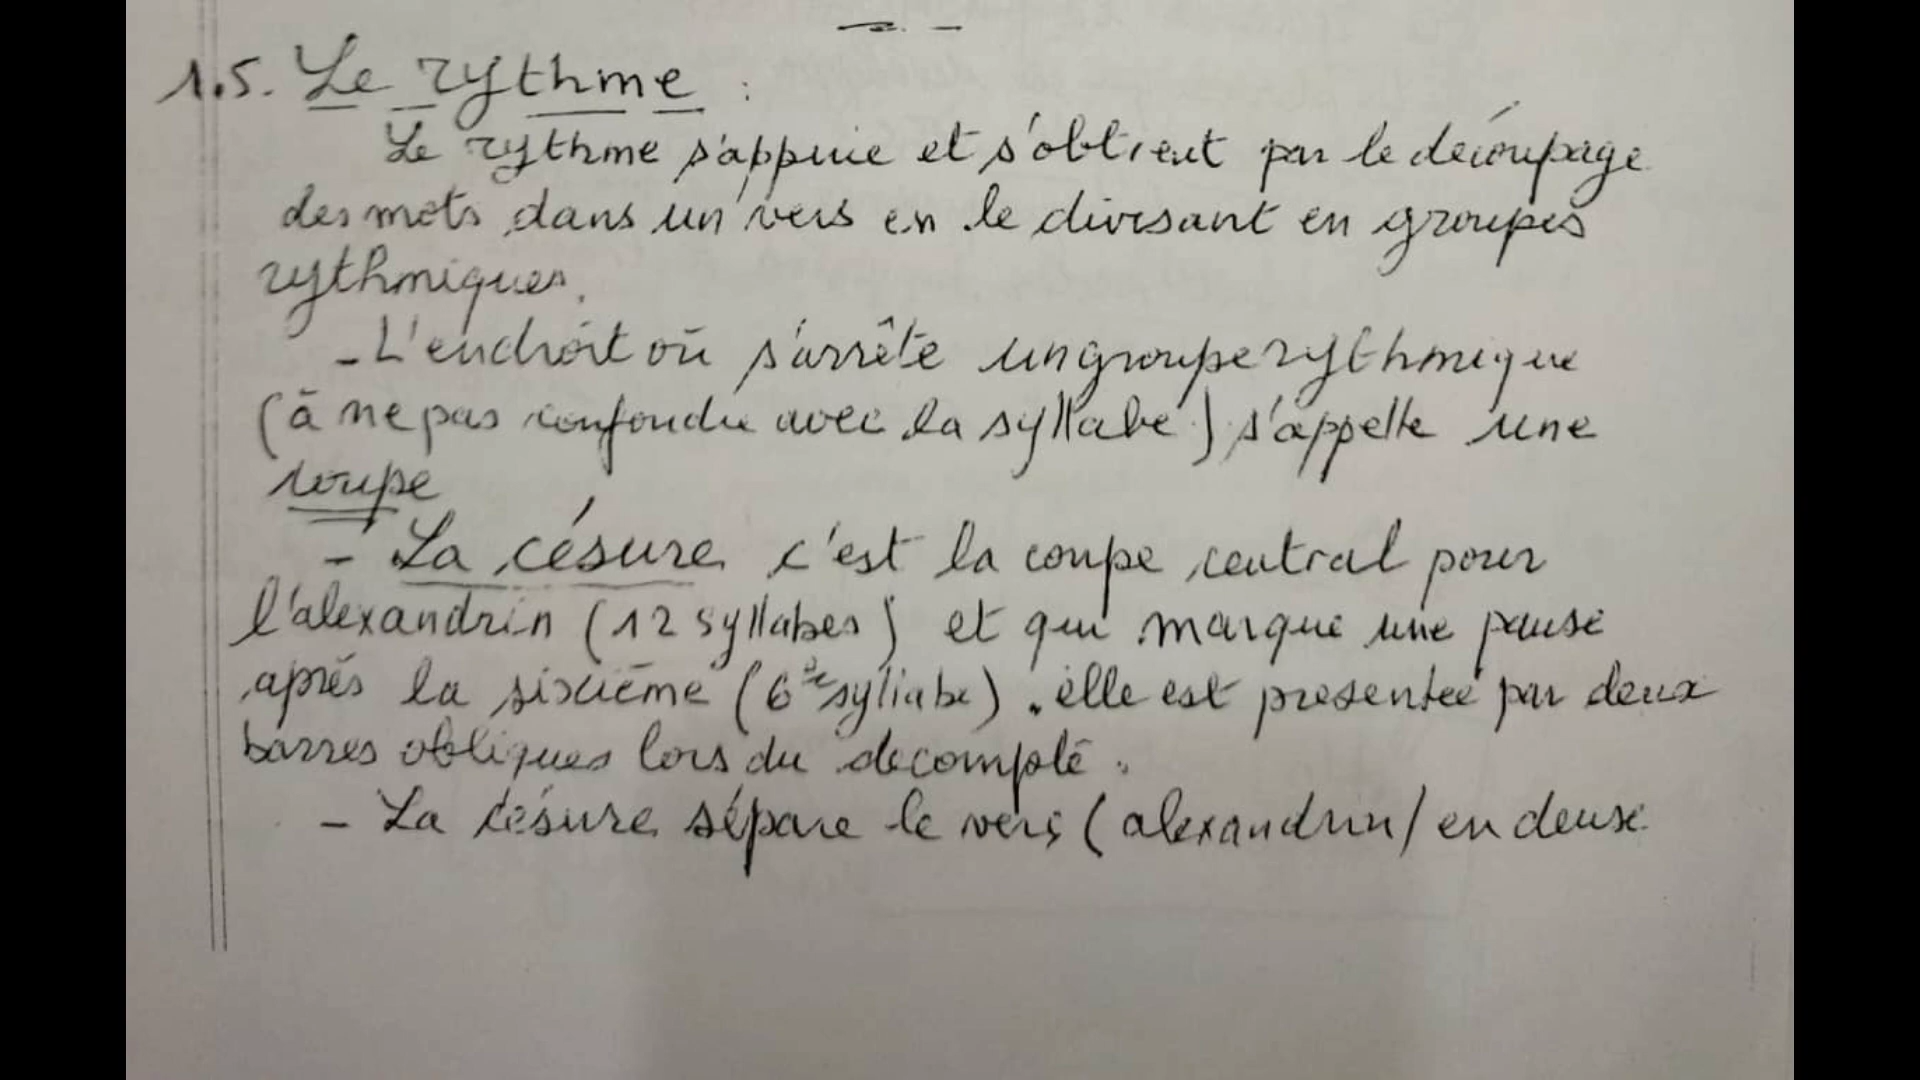 1.5. Le rythme :
Le rythme s'appuie et s'obtient par le découpage
des mots dans un vers en le divisant en groupes
rythmiques.
- L'endroit où s'arrête un groupe rythmique
(à ne pas confondre avec la syllabe) s'appelle une
coupe
- La césure c'est la coupe central pour
l'alexandrin (12 syllabes) et qui marque une pause
après la sixième (6e syllabe). elle est presentée par deux
barres obliques lors du decompte.
- La césure sépare le vers (alexandrin) en deux